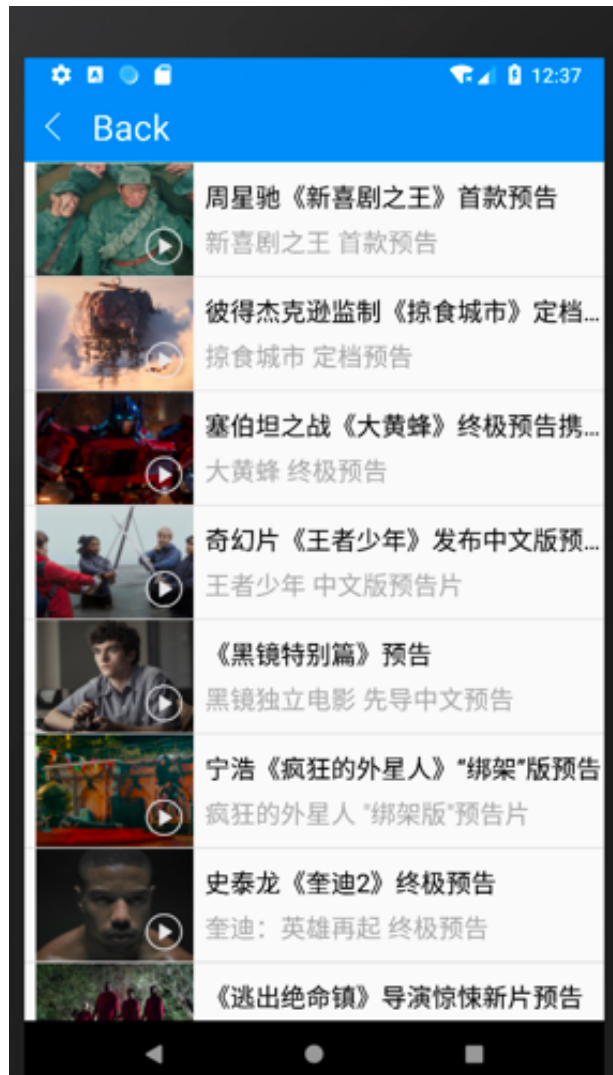 12:37
Back
周星驰《新喜剧之王》首款预告
新喜剧之王 首款预告
彼得杰克逊监制《掠食城市》定档...
掠食城市 定档预告
塞伯坦之战《大黄蜂》终极预告携...
大黄蜂 终极预告
奇幻片《王者少年》发布中文版预...
王者少年 中文版预告片
《黑镜特别篇》预告
黑镜独立电影 先导中文预告
宁浩《疯狂的外星人》"绑架"版预告
疯狂的外星人 "绑架版"预告片
史泰龙《奎迪2》终极预告
奎迪：英雄再起 终极预告
《逃出绝命镇》导演惊悚新片预告